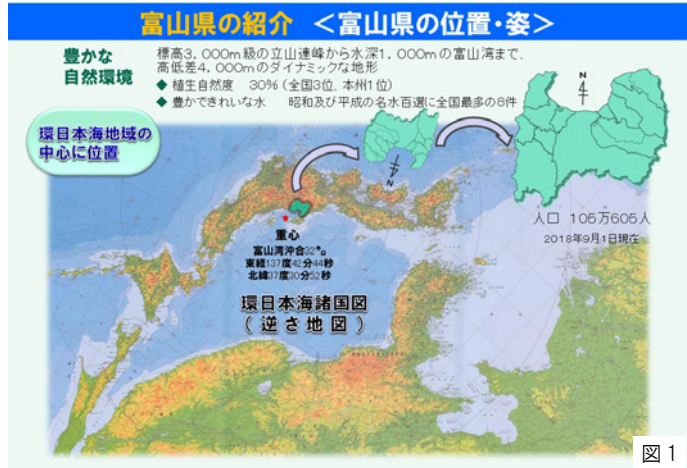 富山県の紹介 <富山県の位置・姿>
豊かな
自然環境
標高3,000m級の立山連峰から水深1,000mの富山湾まで、
高低差4,000mのダイナミックな地形
◆ 植生自然度 30%(全国3位、本州1位)
◆ 豊かできれいな水 昭和及び平成の名水百選に全国最多の8件
環日本海地域の
中心に位置
N
N
人口 105万605人
2018年9月1日現在
重心
富山湾沖合32㌔
東経137度42分44秒
北緯37度30分52秒
環日本海諸国図
(逆さ地図)
図1